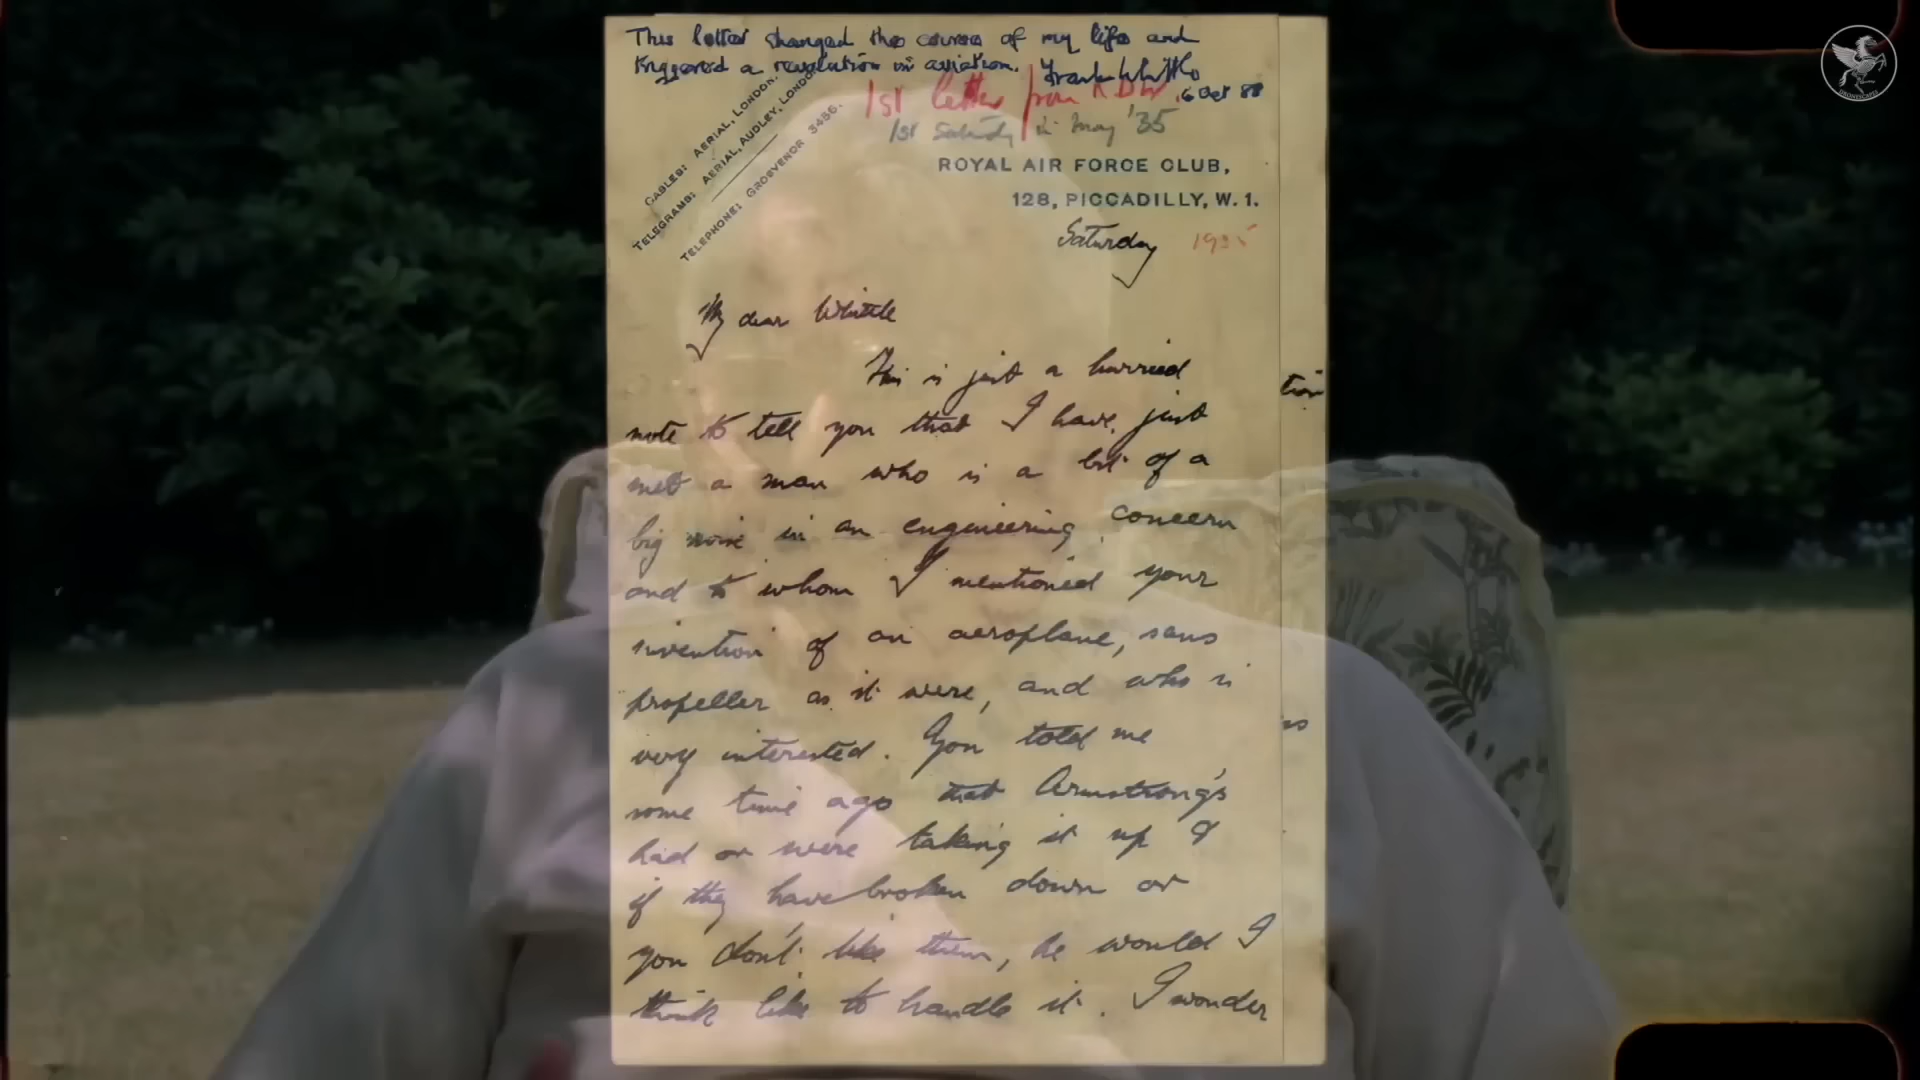 This letter changed the course of my life and
triggered a revolution in aviation. Frank Whittle
6 Oct 88
1st letter from R D W.
1st Saturday in May '35
CABLES: AERIAL, LONDON.
TELEGRAMS: AERIAL, AUDLEY, LONDON
TELEPHONE: GROSVENOR 3456.
ROYAL AIR FORCE CLUB,
128, PICCADILLY, W.1.
Saturday 1935
My dear Whittle
This is just a hurried
note to tell you that I have just
met a man who is a bit of a
big noise in an engineering concern
and to whom I mentioned your
invention of an aeroplane, sans
propeller as it were, and who is
very interested. You told me
some time ago that Armstrong's
had or were taking it up &
if they have broken down or
you don't like them, he would I
think like to handle it. I wonder
tion